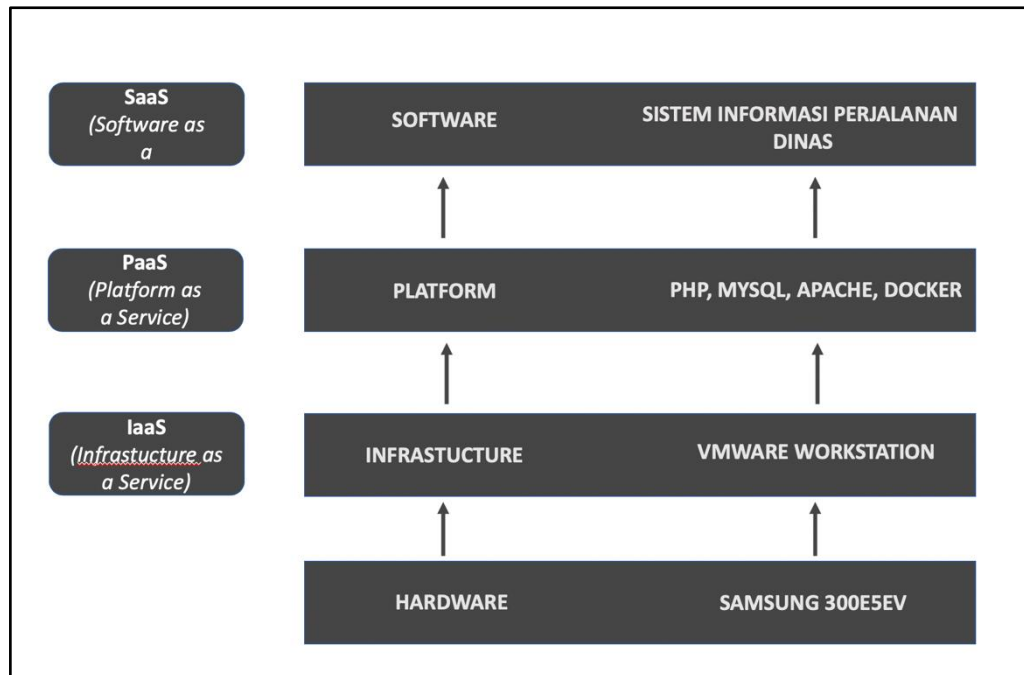 SaaS
(Software as
a
SOFTWARE
SISTEM INFORMASI PERJALANAN
DINAS
PaaS
(Platform as
a Service)
PLATFORM
PHP, MYSQL, APACHE, DOCKER
IaaS
(Infrastucture as
a Service)
INFRASTUCTURE
VMWARE WORKSTATION
HARDWARE
SAMSUNG 300E5EV